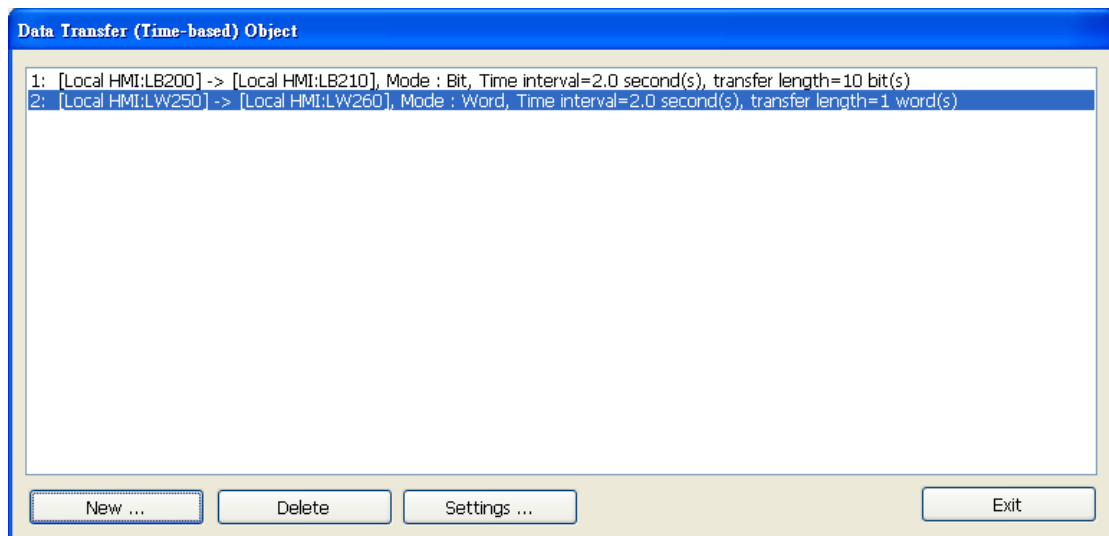 Data Transfer (Time-based) Object
1: [Local HMI:LB200] -> [Local HMI:LB210], Mode : Bit, Time interval=2.0 second(s), transfer length=10 bit(s)
2: [Local HMI:LW250] -> [Local HMI:LW260], Mode : Word, Time interval=2.0 second(s), transfer length=1 word(s)
New ... Delete Settings ... Exit